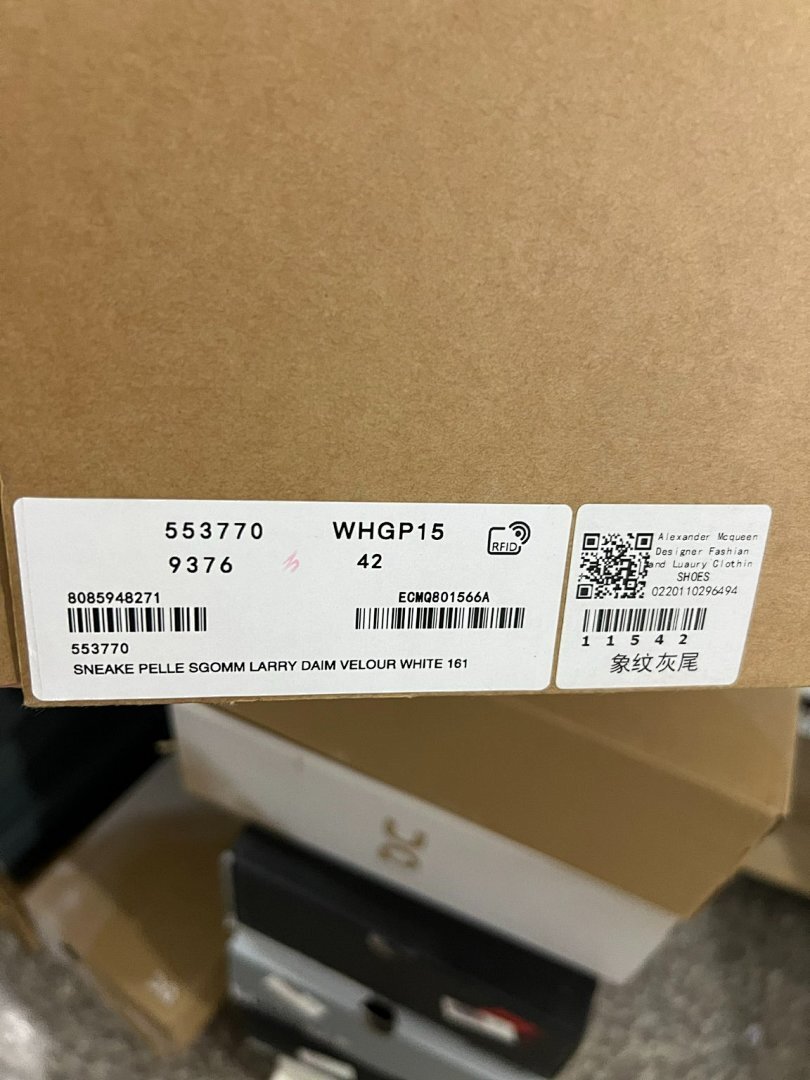 553770 WHGP15
RFID
9376 42
8085948271 ECMQ801566A
553770
SNEAKE PELLE SGOMM LARRY DAIM VELOUR WHITE 161
Alexander Mcqueen
Designer Fashian
and Luaury Clothin
SHOES
0220110296494
1 1 5 4 2
象纹灰尾
DC